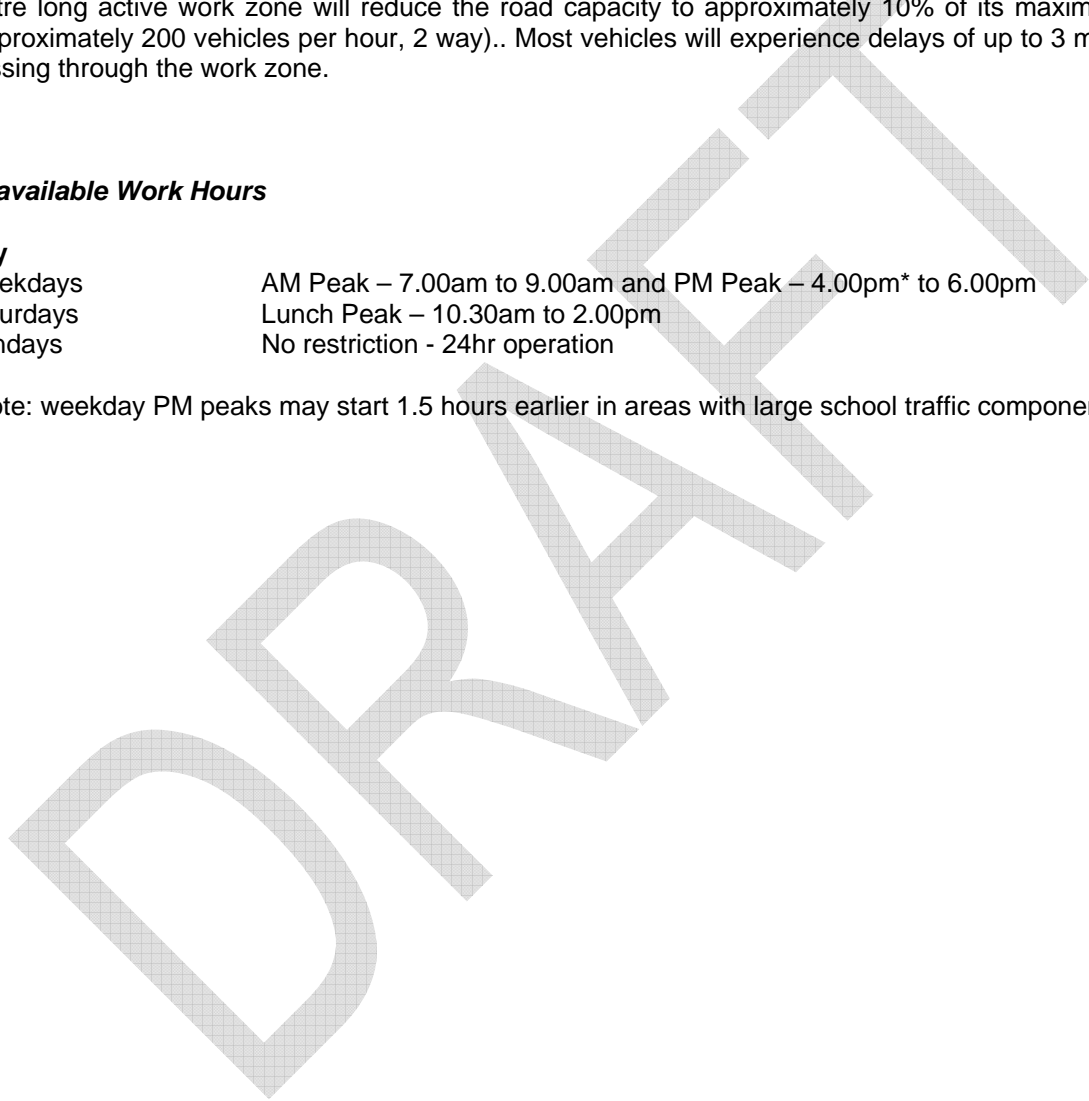 tre long active work zone will reduce the road capacity to approximately 10% of its maxim
proximately 200 vehicles per hour, 2 way).. Most vehicles will experience delays of up to 3 m
ssing through the work zone.
available Work Hours
y
ekdays AM Peak – 7.00am to 9.00am and PM Peak – 4.00pm* to 6.00pm
urdays Lunch Peak – 10.30am to 2.00pm
ndays No restriction - 24hr operation
ote: weekday PM peaks may start 1.5 hours earlier in areas with large school traffic componen
DRAFT